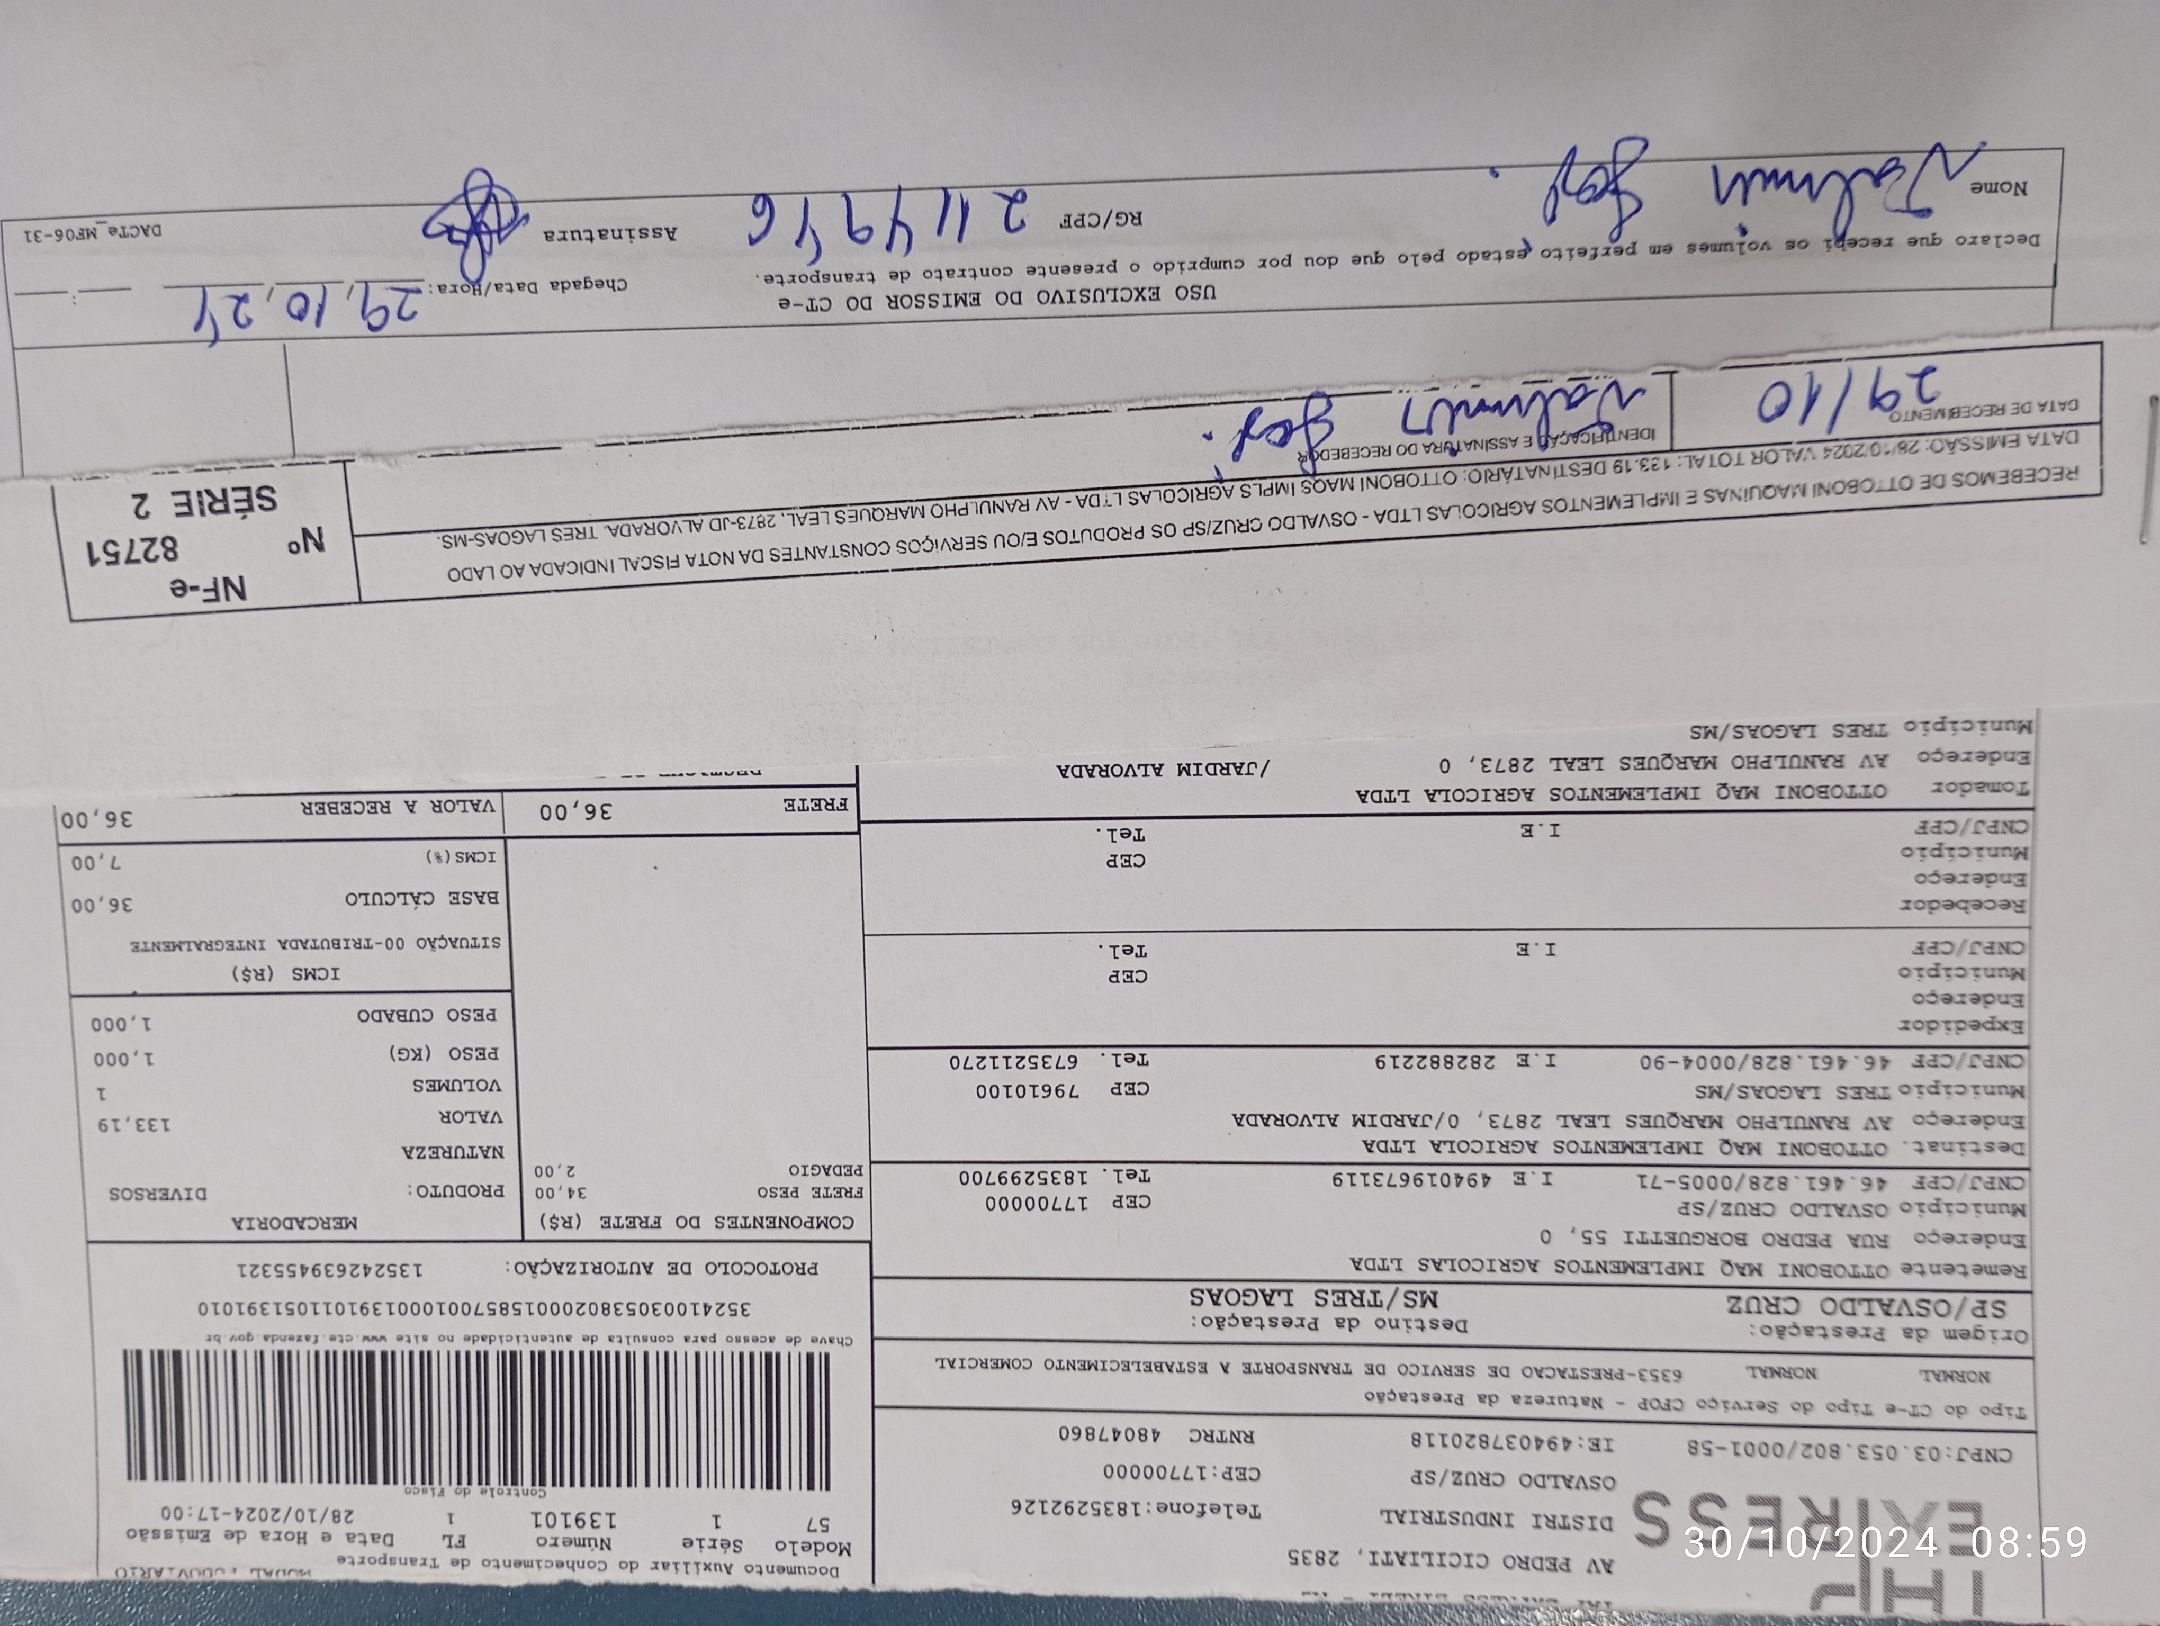 30/10/2024 08:59
EXPRESS
AV PEDRO CICILIATI, 2835
DISTRI INDUSTRIAL Telefone:1835292126
OSVALDO CRUZ/SP CEP:17700000
CNPJ:03.053.802/0001-58 IE:494037820118 RNTRC 48047860
Tipo do CT-e Tipo do Serviço CFOP - Natureza da Prestação
NORMAL NORMAL 6353-PRESTACAO DE SERVICO DE TRANSPORTE A ESTABELECIMENTO COMERCIAL
Origem da Prestação: Destino da Prestação:
SP/OSVALDO CRUZ MS/TRES LAGOAS
Remetente OTTOBONI MAQ IMPLEMENTOS AGRICOLAS LTDA
Endereço RUA PEDRO BORGUETTI 55, 0
Município OSVALDO CRUZ/SP CEP 17700000
CNPJ/CPF 46.461.828/0005-71 I.E 494019673119 Tel. 1835299700
Destinat. OTTOBONI MAQ IMPLEMENTOS AGRICOLA LTDA
Endereço AV RANULPHO MARQUES LEAL 2873, 0/JARDIM ALVORADA
Município TRES LAGOAS/MS CEP 79610100
CNPJ/CPF 46.461.828/0004-90 I.E 282882219 Tel. 6735211270
Expedidor
Endereço
Município CEP
CNPJ/CPF I.E Tel.
Recebedor
Endereço
Município CEP
CNPJ/CPF I.E Tel.
Tomador OTTOBONI MAQ IMPLEMENTOS AGRICOLA LTDA
Endereço AV RANULPHO MARQUES LEAL 2873, 0 /JARDIM ALVORADA
Município TRES LAGOAS/MS
Documento Auxiliar do Conhecimento de Transporte
Modelo Série Número FL Data e Hora de Emissão
57 1 139101 1 28/10/2024-17:00
Controle do Fisco
Chave de acesso para consulta de autenticidade no site www.cte.fazenda.gov.br
35241003053802000158570010001391011051391010
PROTOCOLO DE AUTORIZAÇÃO: 135242639455321
COMPONENTES DO FRETE (R$)
FRETE PESO 34,00
PEDAGIO 2,00
MERCADORIA
PRODUTO: DIVERSOS
NATUREZA
VALOR 133,19
VOLUMES 1
PESO (KG) 1,000
PESO CUBADO 1,000
ICMS (R$)
SITUAÇÃO 00-TRIBUTADA INTEGRALMENTE
BASE CÁLCULO 36,00
ICMS(%) 7,00
FRETE 36,00 VALOR A RECEBER 36,00
RECEBEMOS DE OTTOBONI MAQUINAS E IMPLEMENTOS AGRICOLAS LTDA - OSVALDO CRUZ/SP OS PRODUTOS E/OU SERVIÇOS CONSTANTES DA NOTA FISCAL INDICADA AO LADO
DATA EMISSÃO: 28/10/2024 VALOR TOTAL: 133.19 DESTINATÁRIO: OTTOBONI MAQS IMPLS AGRICOLAS LTDA - AV RANULPHO MARQUES LEAL, 2873-JD ALVORADA. TRES LAGOAS-MS.
DATA DE RECEBIMENTO
29/10
IDENTIFICAÇÃO E ASSINATURA DO RECEBEDOR
NF-e
Nº 82751
SÉRIE 2
USO EXCLUSIVO DO EMISSOR DO CT-e
Chegada Data/Hora: 29,10,24 __:__
Declaro que recebi os volumes em perfeito estado pelo que dou por cumprido o presente contrato de transporte.
Nome RG/CPF 2114946 Assinatura
DACTe_MF06-31